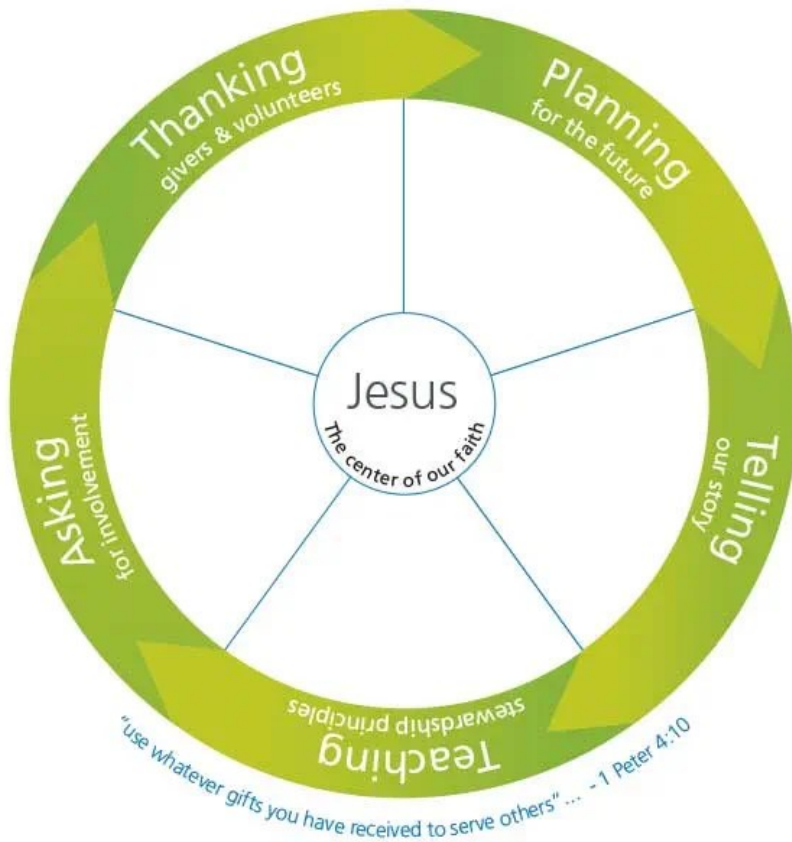 Thanking
givers & volunteers
Planning
for the future
Telling
our story
Teaching
stewardship principles
Asking
for involvement
Jesus
The center of our faith
"use whatever gifts you have received to serve others" ... - 1 Peter 4:10